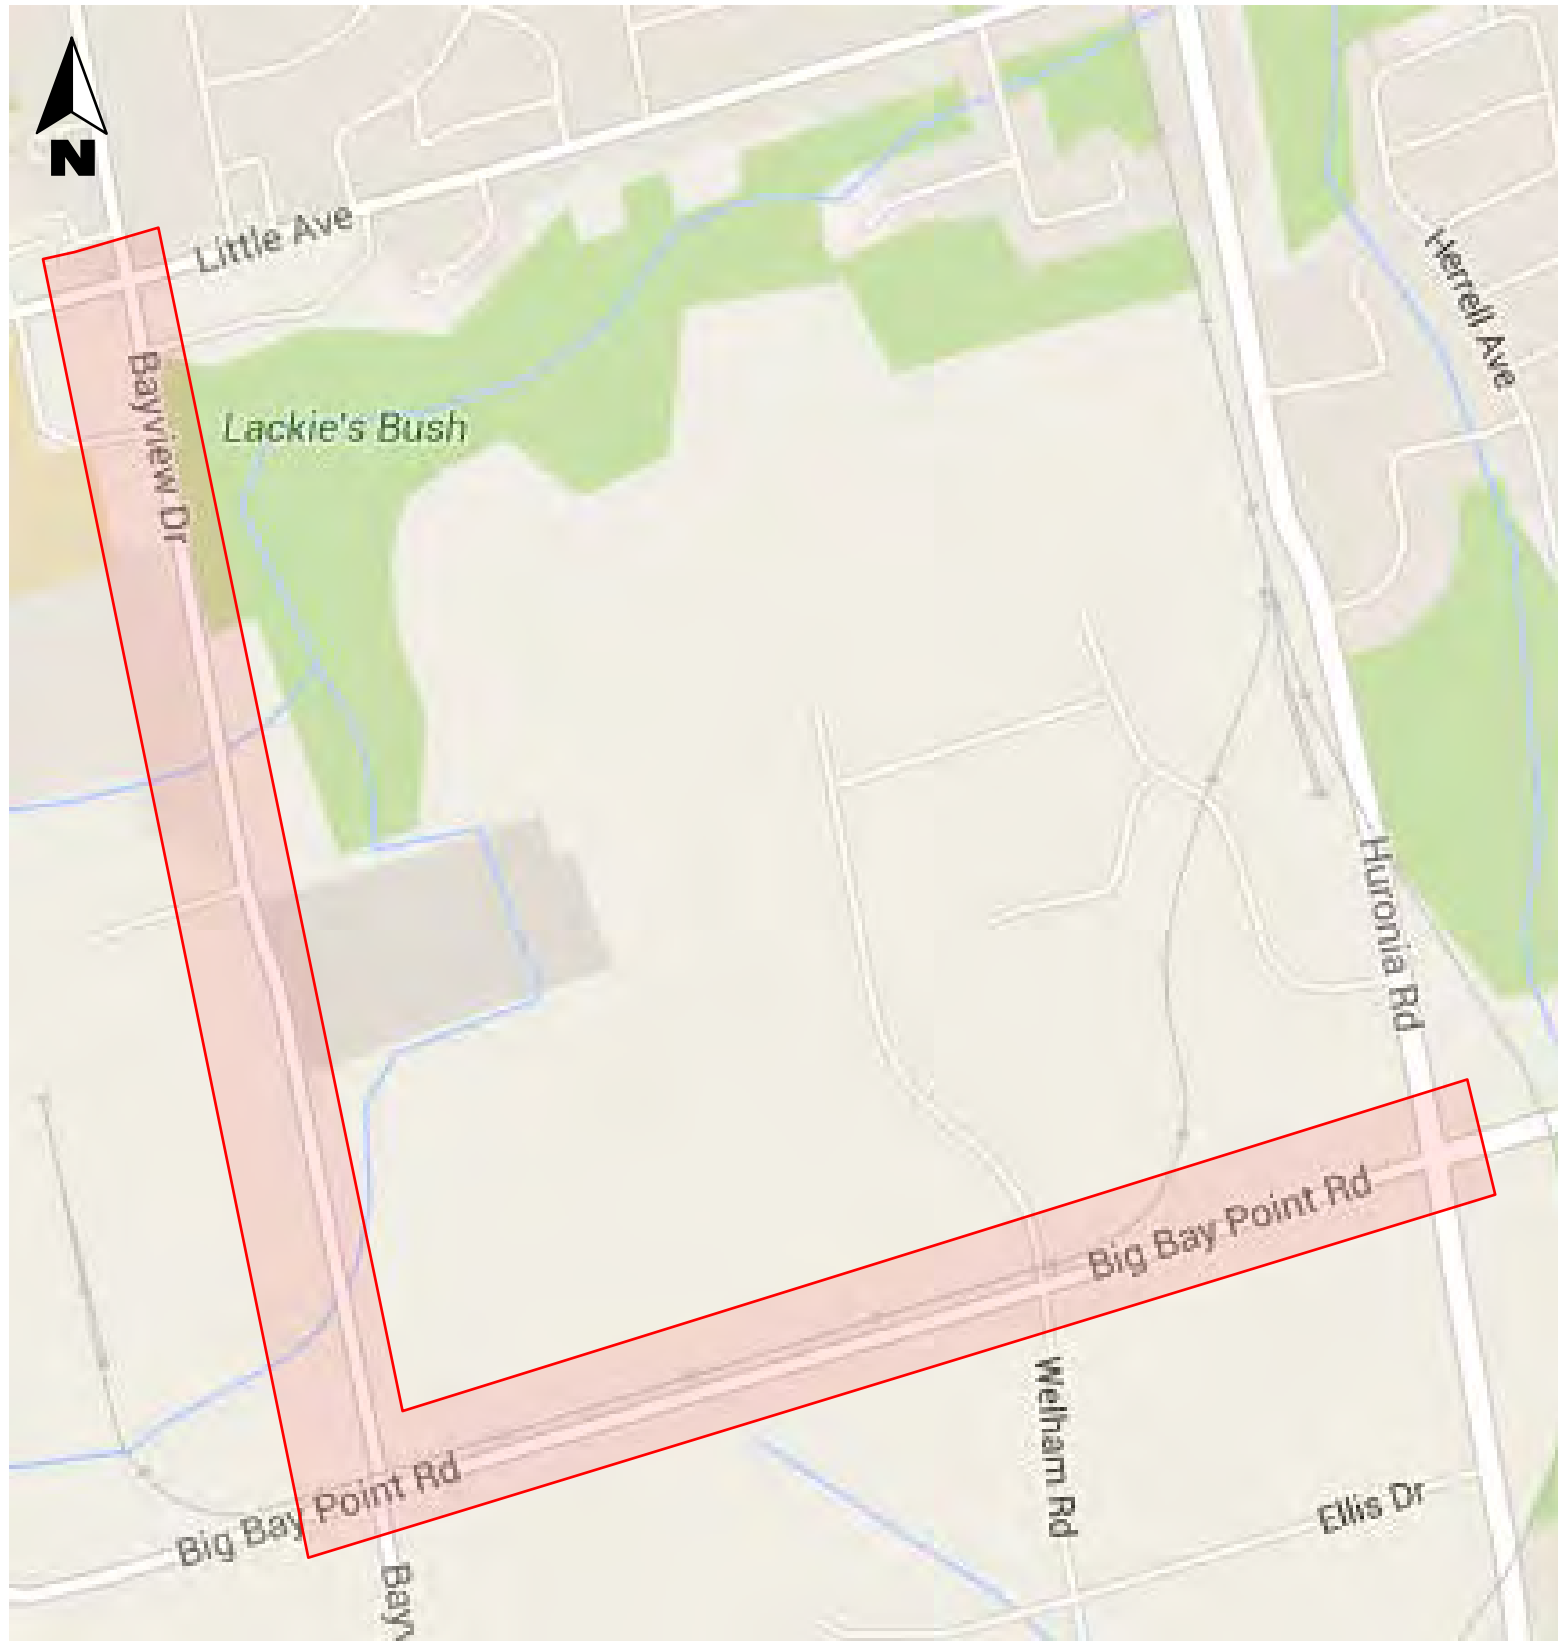 N
Little Ave
Herrell Ave
Bayview Dr
Lackie's Bush
Huronia Rd
Big Bay Point Rd
Welham Rd
Big Bay Point Rd
Ellis Dr
Bayv